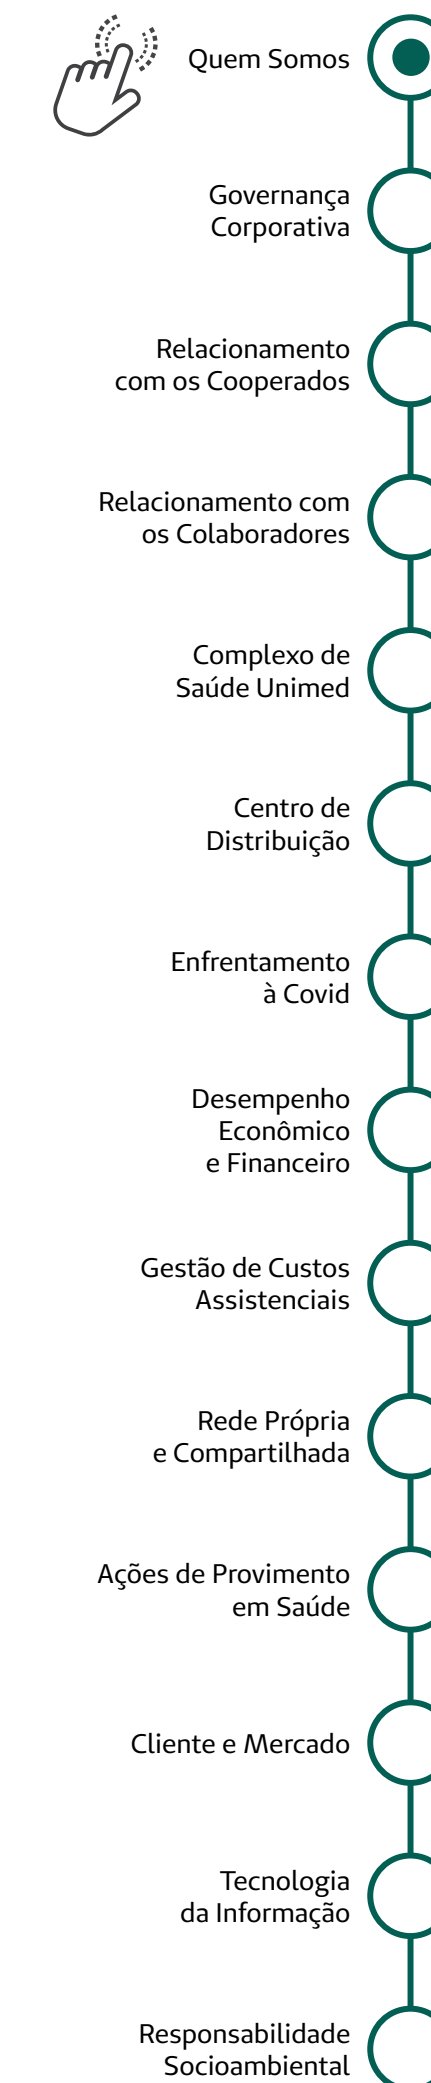 Quem Somos
Governança
Corporativa
Relacionamento
com os Cooperados
Relacionamento com
os Colaboradores
Complexo de
Saúde Unimed
Centro de
Distribuição
Enfrentamento
à Covid
Desempenho
Econômico
e Financeiro
Gestão de Custos
Assistenciais
Rede Própria
e Compartilhada
Ações de Provimento
em Saúde
Cliente e Mercado
Tecnologia
da Informação
Responsabilidade
Socioambiental